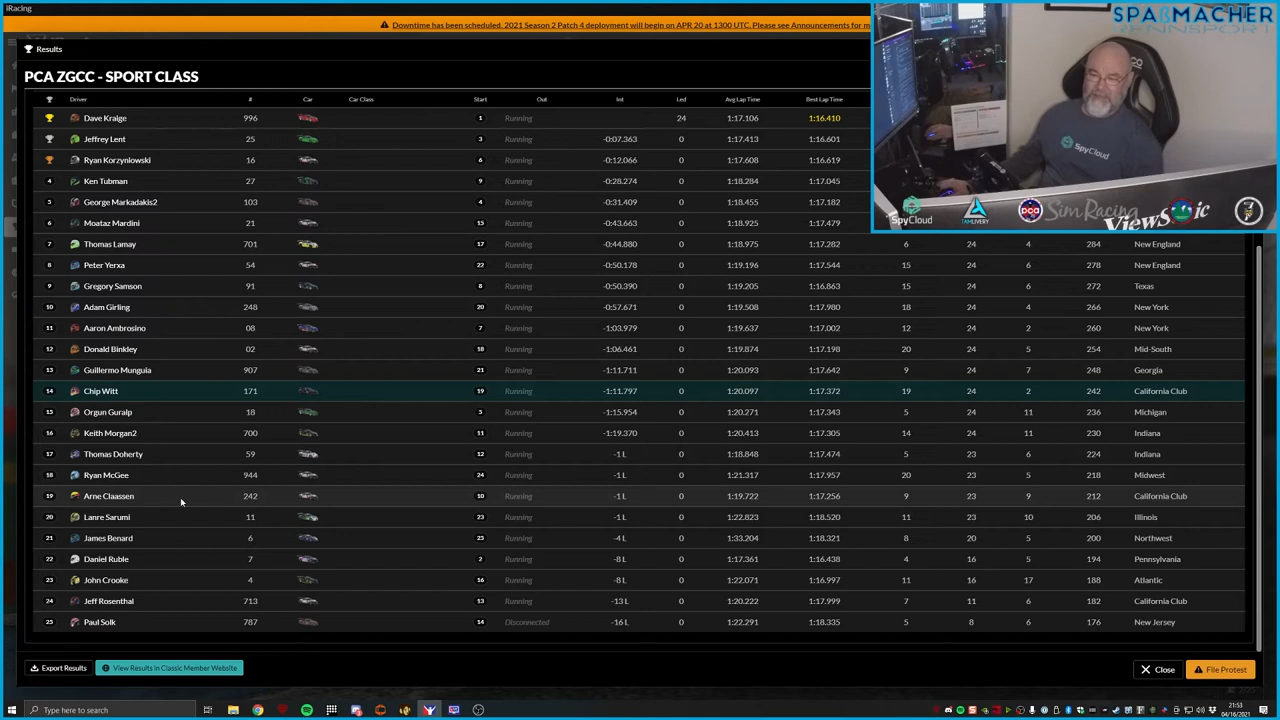 iRacing
Downtime has been scheduled. 2021 Season 2 Patch 4 deployment will begin on APR 20 at 1300 UTC. Please see Announcements for m
SPAßMACHER
RENNSPORT
Results
PCA ZGCC - SPORT CLASS
Driver # Car Car Class Start Out Int Led Avg Lap Time Best Lap Time
Dave Kraige 996 1 Running 24 1:17.106 1:16.410
Jeffrey Lent 25 3 Running -0:07.363 0 1:17.413 1:16.601
Ryan Korzyniowski 16 6 Running -0:12.066 0 1:17.608 1:16.619
4 Ken Tubman 27 9 Running -0:28.274 0 1:18.284 1:17.045
5 George Markadakis2 103 4 Running -0:31.409 0 1:18.455 1:17.182
6 Moataz Mardini 21 15 Running -0:43.663 0 1:18.925 1:17.479
7 Thomas Lamay 701 17 Running -0:44.880 0 1:18.975 1:17.282 6 24 4 284 New England
8 Peter Yerxa 54 22 Running -0:50.178 0 1:19.196 1:17.544 15 24 6 278 New England
9 Gregory Samson 91 8 Running -0:50.390 0 1:19.205 1:16.863 15 24 6 272 Texas
10 Adam Girling 248 20 Running -0:57.671 0 1:19.508 1:17.980 18 24 4 266 New York
11 Aaron Ambrosino 08 7 Running -1:03.979 0 1:19.637 1:17.002 12 24 2 260 New York
12 Donald Binkley 02 18 Running -1:06.461 0 1:19.874 1:17.198 20 24 5 254 Mid-South
13 Guillermo Munguia 907 21 Running -1:11.711 0 1:20.093 1:17.642 9 24 7 248 Georgia
14 Chip Witt 171 19 Running -1:11.797 0 1:20.097 1:17.372 19 24 2 242 California Club
15 Orgun Guralp 18 5 Running -1:15.954 0 1:20.271 1:17.343 5 24 11 236 Michigan
16 Keith Morgan2 700 11 Running -1:19.370 0 1:20.413 1:17.305 14 24 11 230 Indiana
17 Thomas Doherty 59 12 Running -1 L 0 1:18.848 1:17.474 5 23 6 224 Indiana
18 Ryan McGee 944 24 Running -1 L 0 1:21.317 1:17.957 20 23 5 218 Midwest
19 Arne Claassen 242 10 Running -1 L 0 1:19.722 1:17.256 9 23 9 212 California Club
20 Lanre Sarumi 11 23 Running -1 L 0 1:22.823 1:18.520 11 23 10 206 Illinois
21 James Benard 6 25 Running -4 L 0 1:33.204 1:18.321 8 20 5 200 Northwest
22 Daniel Ruble 7 2 Running -8 L 0 1:17.361 1:16.438 4 16 5 194 Pennsylvania
23 John Crooke 4 16 Running -8 L 0 1:22.071 1:16.997 11 16 17 188 Atlantic
24 Jeff Rosenthal 713 13 Running -13 L 0 1:20.222 1:17.999 7 11 6 182 California Club
25 Paul Solk 787 14 Disconnected -16 L 0 1:22.291 1:18.335 5 8 6 176 New Jersey
SpyCloud
SpyCloud TAMLIVERY pca Sim Racing ViewSonic 7
Export Results View Results in Classic Member Website Close File Protest
Type here to search
21:53
04/16/2021